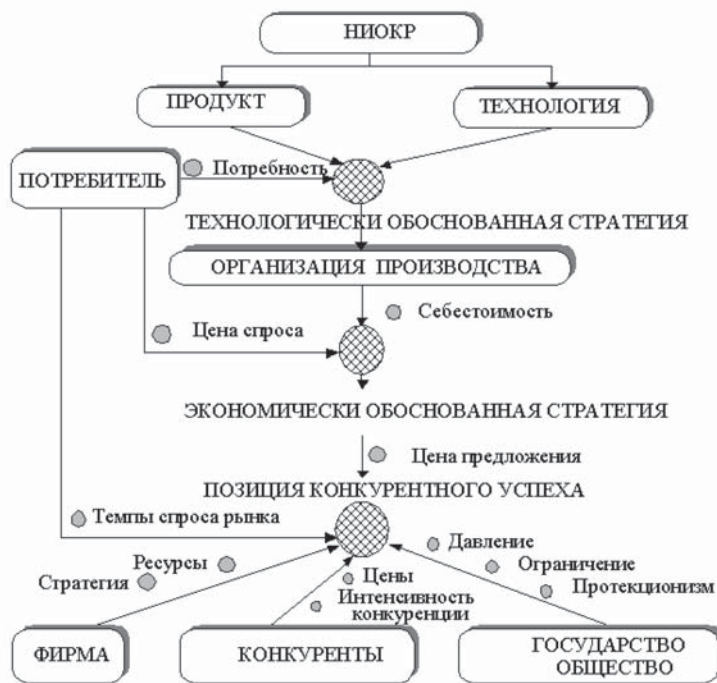 НИОКР
ПРОДУКТ
ТЕХНОЛОГИЯ
ПОТРЕБИТЕЛЬ
Потребность
ТЕХНОЛОГИЧЕСКИ ОБОСНОВАННАЯ СТРАТЕГИЯ
ОРГАНИЗАЦИЯ ПРОИЗВОДСТВА
Себестоимость
Цена спроса
ЭКОНОМИЧЕСКИ ОБОСНОВАННАЯ СТРАТЕГИЯ
Цена предложения
ПОЗИЦИЯ КОНКУРЕНТНОГО УСПЕХА
Темпы спроса рынка
Ресурсы
Стратегия
Цены
Интенсивность
конкуренции
Давление
Ограничение
Протекционизм
ФИРМА
КОНКУРЕНТЫ
ГОСУДАРСТВО
ОБЩЕСТВО